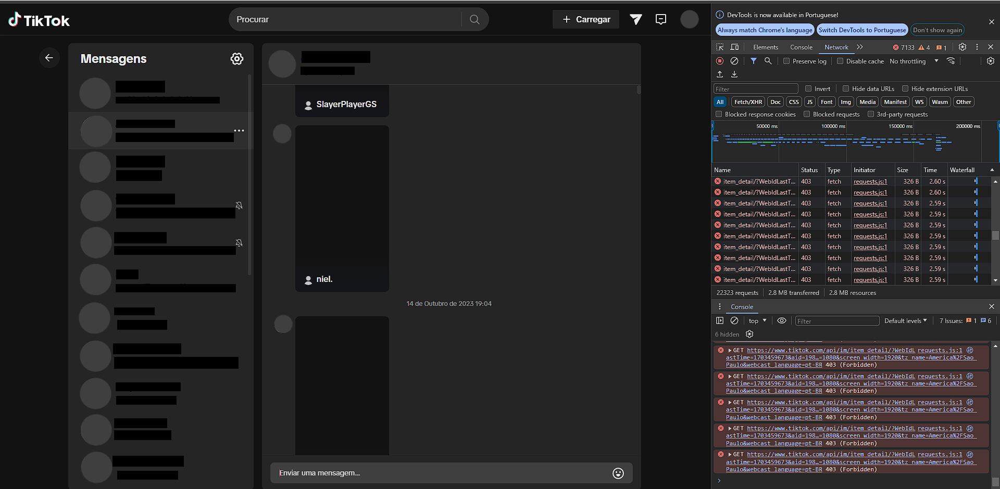 TikTok
Procurar
Carregar
Mensagens
SlayerPlayerGS
niel.
14 de Outubro de 2023 19:04
Enviar uma mensagem...
DevTools is now available in Portuguese!
Always match Chrome's language Switch DevTools to Portuguese Don't show again
Elements Console Network 7133 4 1
Preserve log Disable cache No throttling
Filter Invert Hide data URLs Hide extension URLs
All Fetch/XHR Doc CSS JS Font Img Media Manifest WS Wasm Other
Blocked response cookies Blocked requests 3rd-party requests
50000 ms 100000 ms 150000 ms 200000 ms
Name Status Type Initiator Size Time Waterfall
item_detail/?WebIdLastT... 403 fetch requests.js:1 326 B 2.60 s
item_detail/?WebIdLastT... 403 fetch requests.js:1 326 B 2.60 s
item_detail/?WebIdLastT... 403 fetch requests.js:1 326 B 2.59 s
item_detail/?WebIdLastT... 403 fetch requests.js:1 326 B 2.59 s
item_detail/?WebIdLastT... 403 fetch requests.js:1 326 B 2.59 s
item_detail/?WebIdLastT... 403 fetch requests.js:1 326 B 2.59 s
item_detail/?WebIdLastT... 403 fetch requests.js:1 326 B 2.59 s
item_detail/?WebIdLastT... 403 fetch requests.js:1 326 B 2.59 s
item_detail/?WebIdLastT... 403 fetch requests.js:1 326 B 2.59 s
item_detail/?WebIdLastT... 403 fetch requests.js:1 326 B 2.59 s
22323 requests 2.8 MB transferred 2.8 MB resources
Console
top Filter Default levels 7 Issues: 1 6
6 hidden
GET https://www.tiktok.com/api/im/item_detail/?WebIdL requests.js:1
astTime=1703459673&aid=198…=1080&screen_width=1920&tz_name=America%2FSao_
Paulo&webcast_language=pt-BR 403 (Forbidden)
GET https://www.tiktok.com/api/im/item_detail/?WebIdL requests.js:1
astTime=1703459673&aid=198…=1080&screen_width=1920&tz_name=America%2FSao_
Paulo&webcast_language=pt-BR 403 (Forbidden)
GET https://www.tiktok.com/api/im/item_detail/?WebIdL requests.js:1
astTime=1703459673&aid=198…=1080&screen_width=1920&tz_name=America%2FSao_
Paulo&webcast_language=pt-BR 403 (Forbidden)
GET https://www.tiktok.com/api/im/item_detail/?WebIdL requests.js:1
astTime=1703459673&aid=198…=1080&screen_width=1920&tz_name=America%2FSao_
Paulo&webcast_language=pt-BR 403 (Forbidden)
GET https://www.tiktok.com/api/im/item_detail/?WebIdL requests.js:1
astTime=1703459673&aid=198…=1080&screen_width=1920&tz_name=America%2FSao_
Paulo&webcast_language=pt-BR 403 (Forbidden)